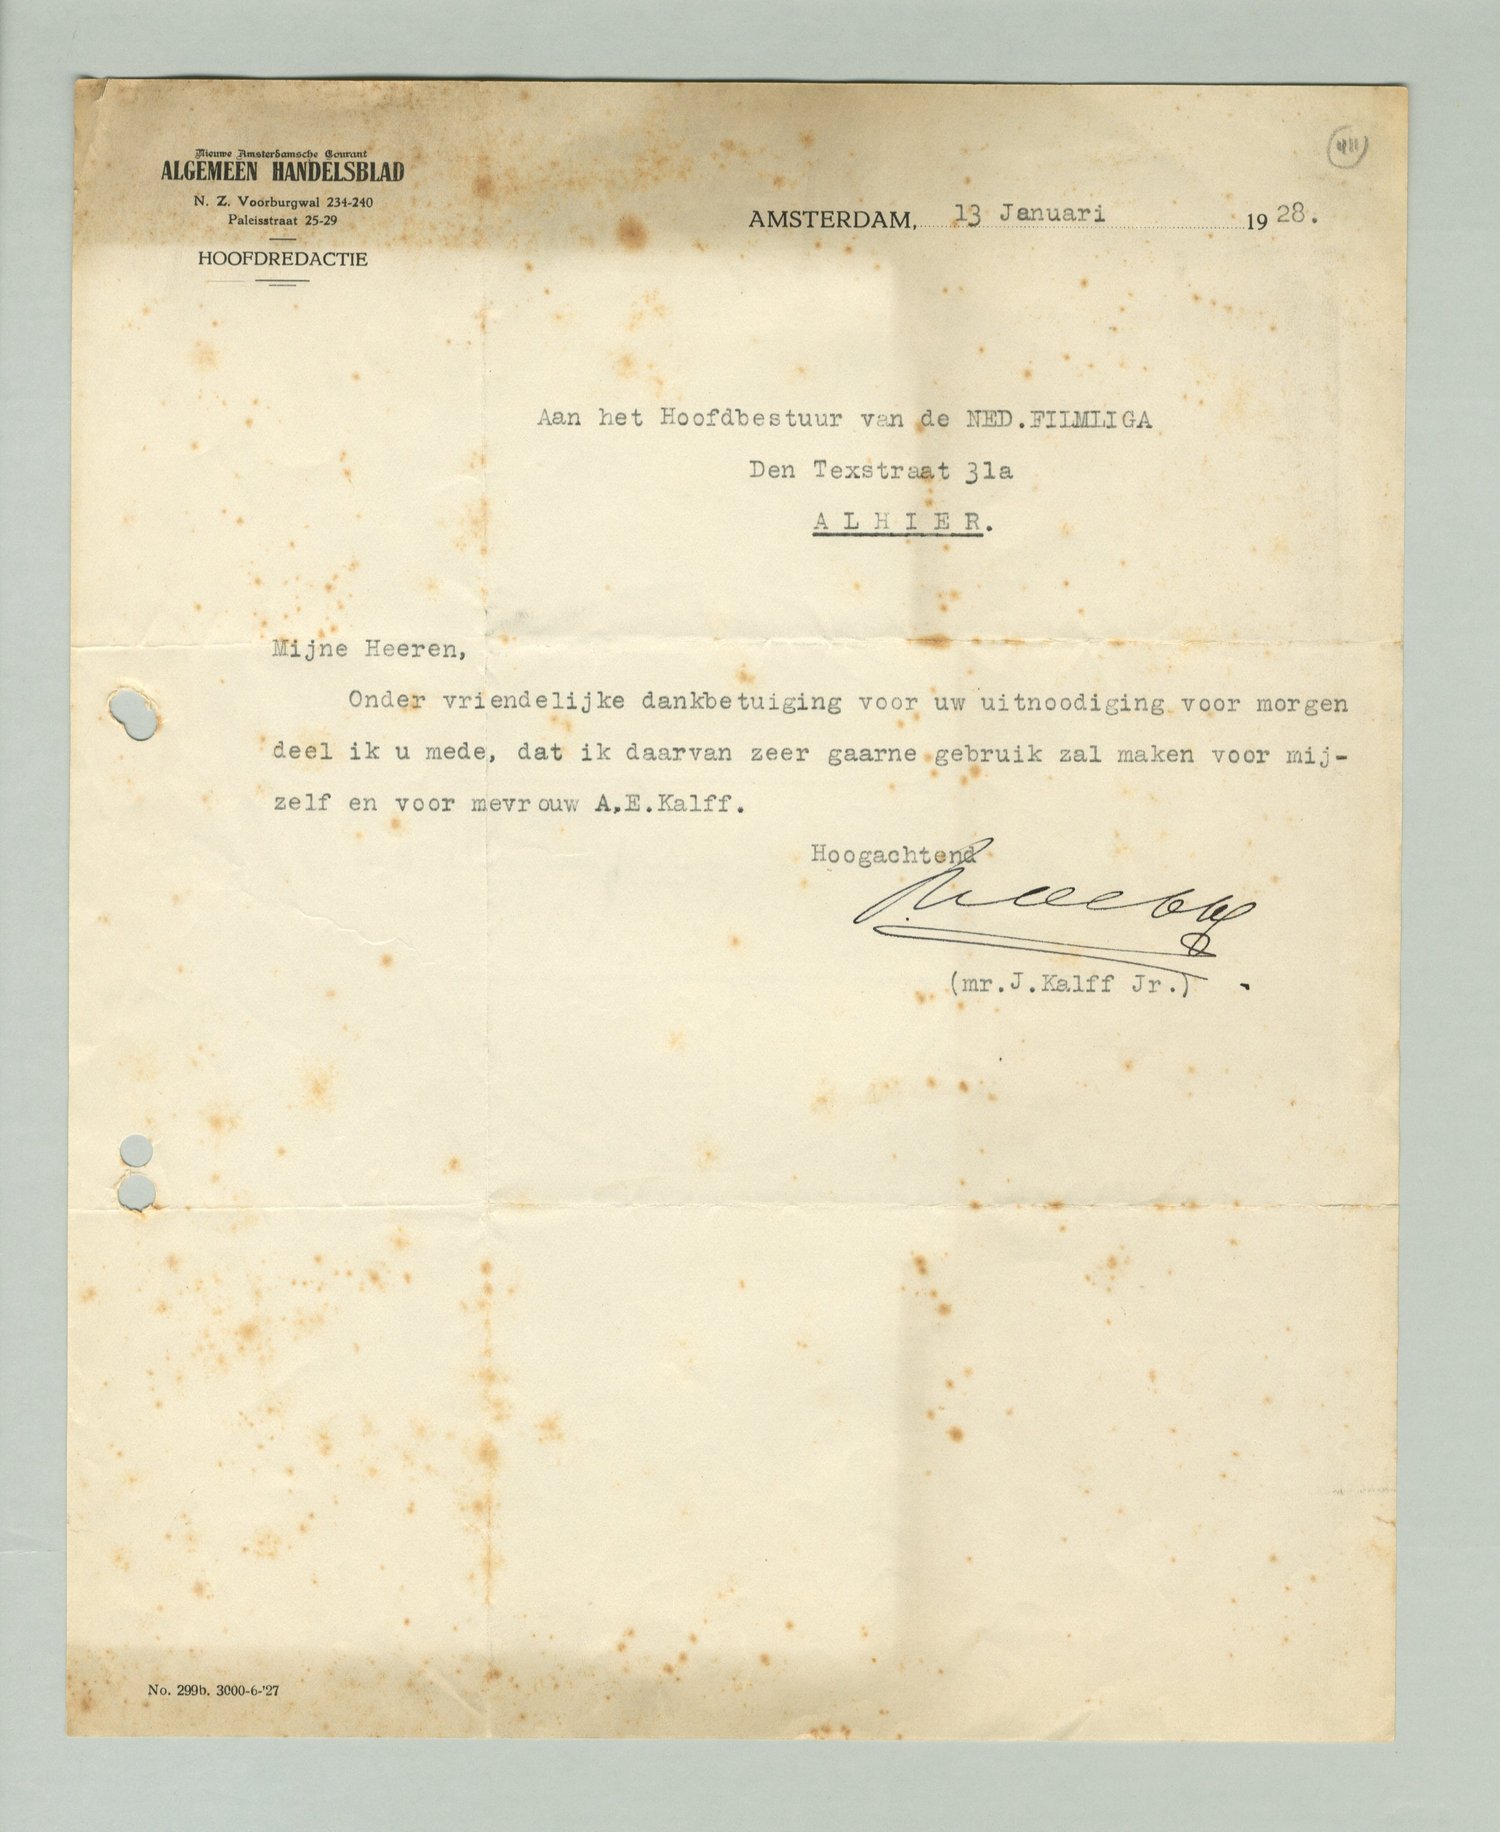 Nieuwe Amsterdamsche Courant
ALGEMEEN HANDELSBLAD
N. Z. Voorburgwal 234-240
Paleisstraat 25-29
HOOFDREDACTIE
AMSTERDAM, 13 Januari 1928.
Aan het Hoofdbestuur van de NED.FIIMLIGA
Den Texstraat 31a
ALHIER.
Mijne Heeren,
Onder vriendelijke dankbetuiging voor uw uitnoodiging voor morgen
deel ik u mede, dat ik daarvan zeer gaarne gebruik zal maken voor mij-
zelf en voor mevrouw A.E.Kalff.
Hoogachtend
(mr.J.Kalff Jr.)
No. 299b. 3000-6-'27